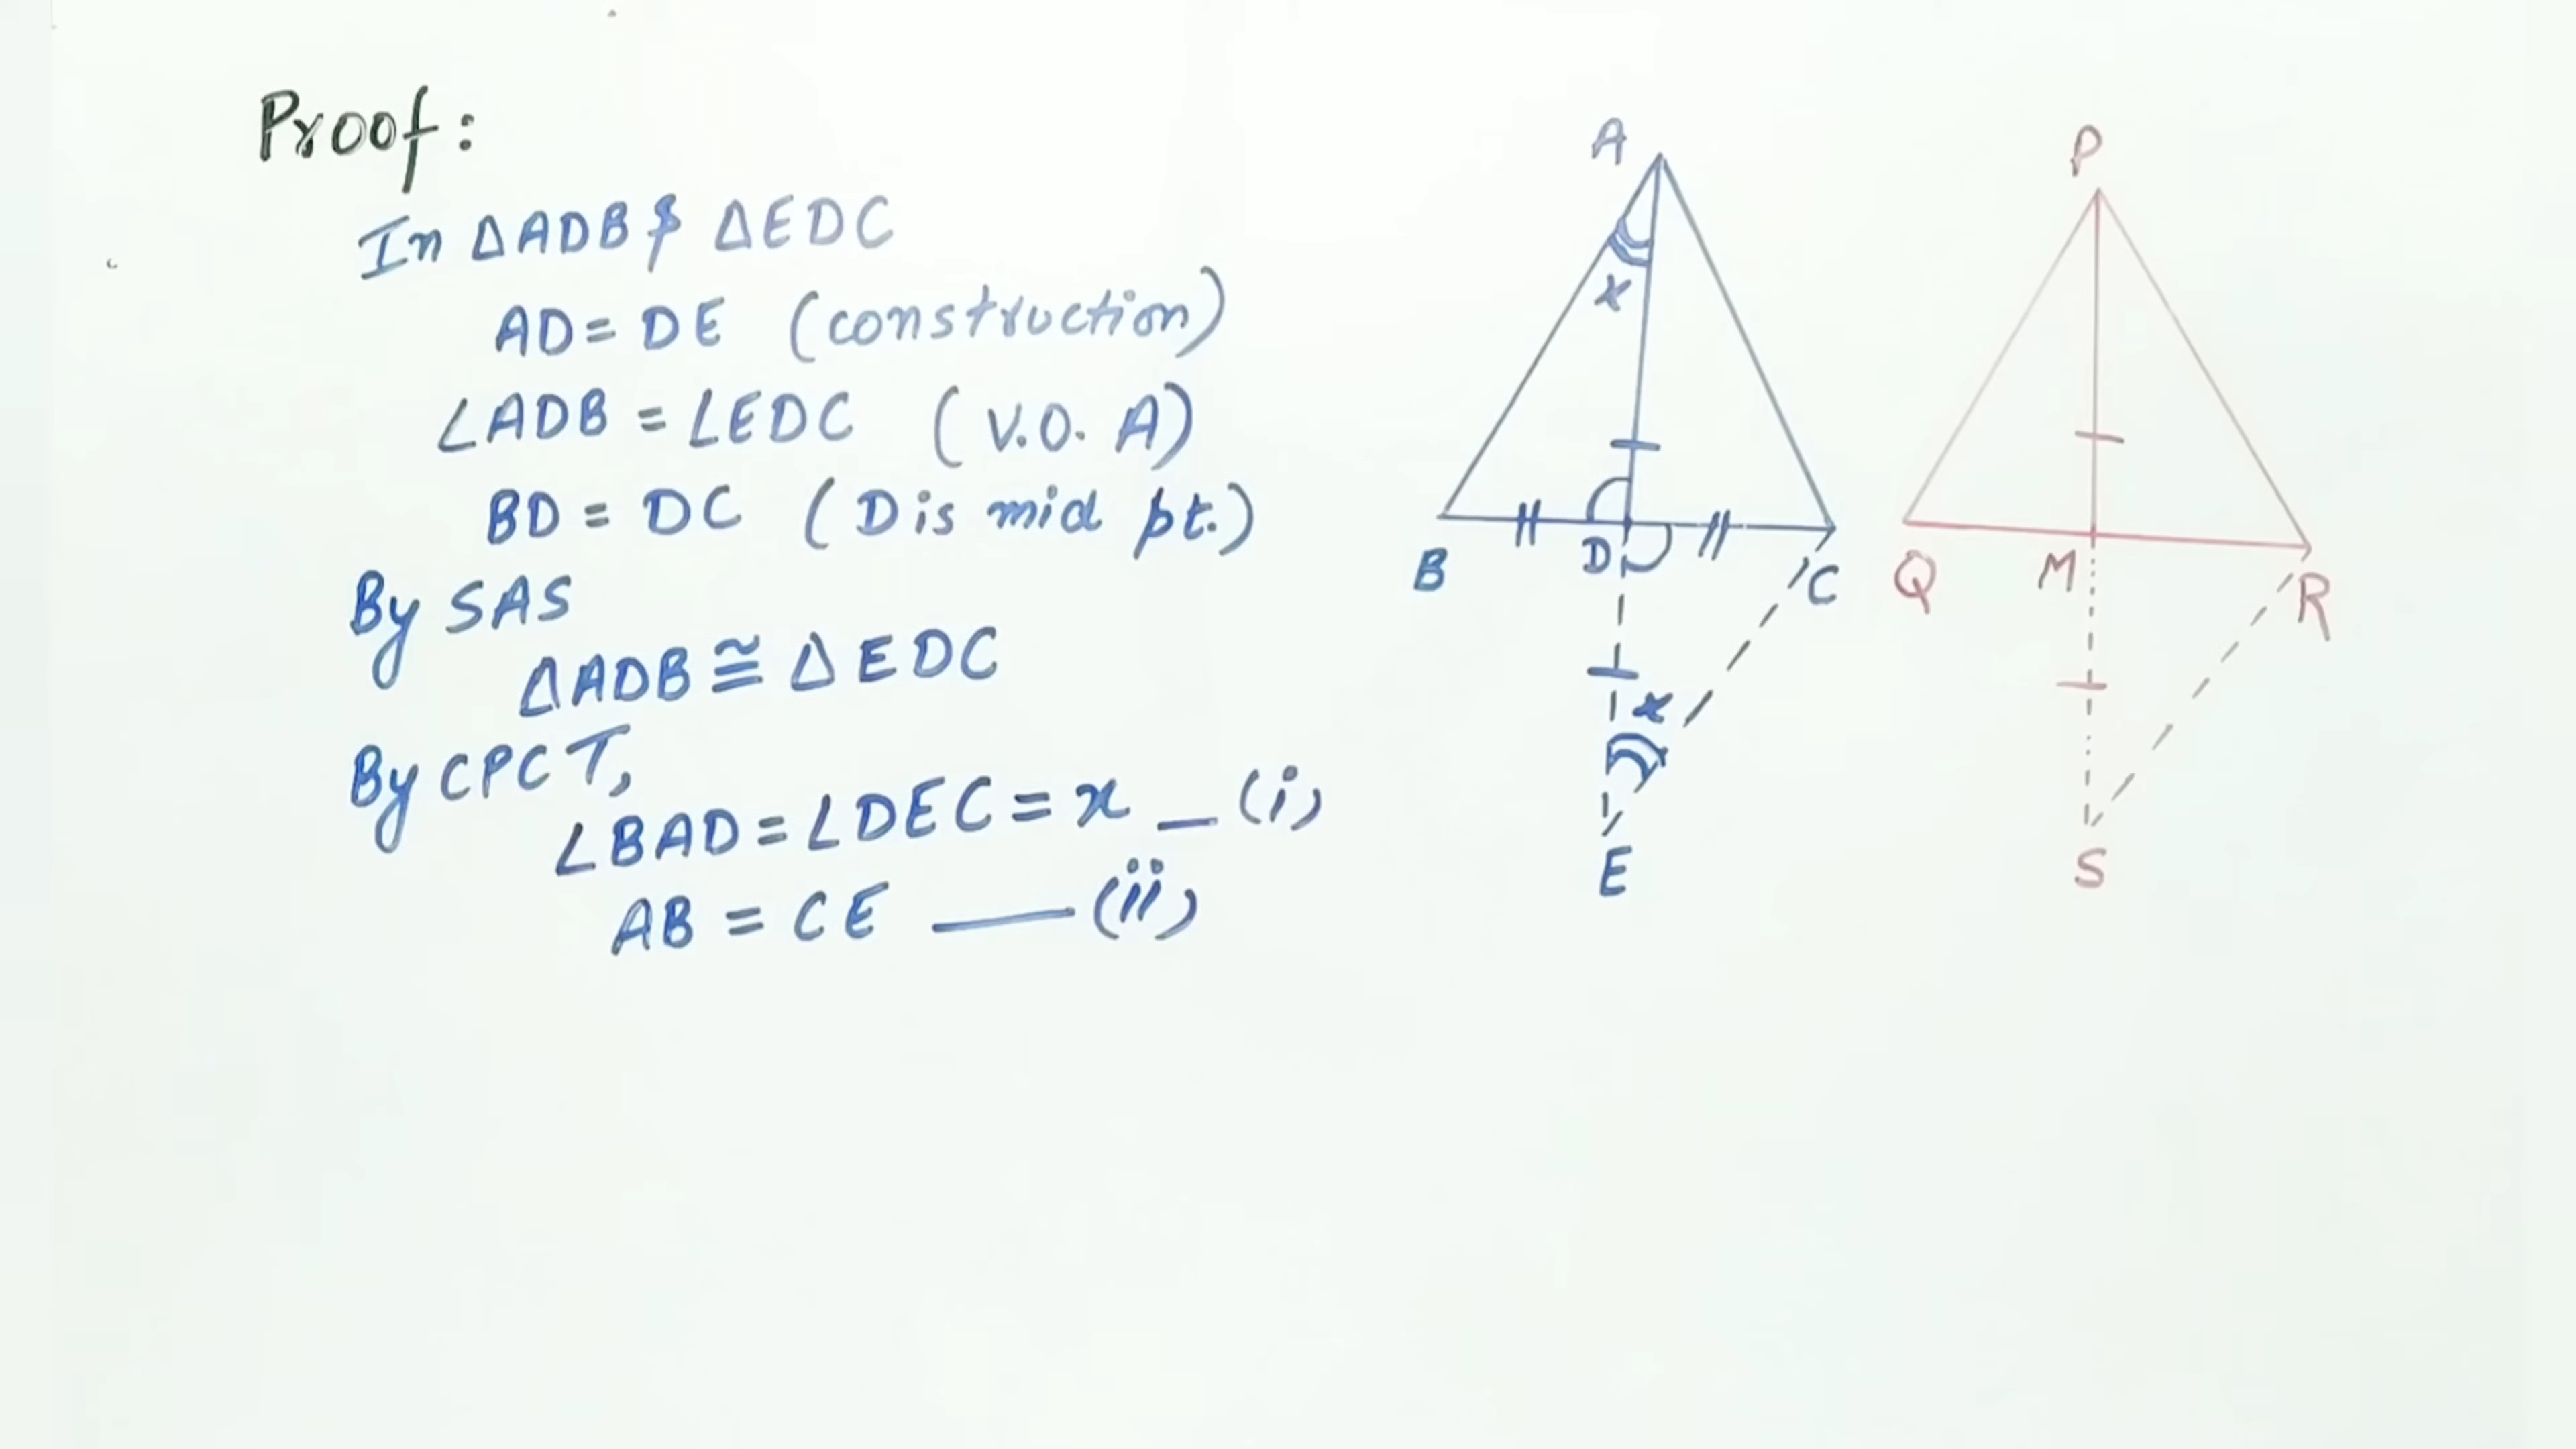 Proof:
In ΔADB & ΔEDC
AD = DE (construction)
∠ADB = ∠EDC (V.O. A)
BD = DC (D is mid pt.)
By SAS
ΔADB ≅ ΔEDC
By CPCT,
∠BAD = ∠DEC = x — (i)
AB = CE — (ii)
A
x
B
D
C
x
E
P
Q
M
R
S